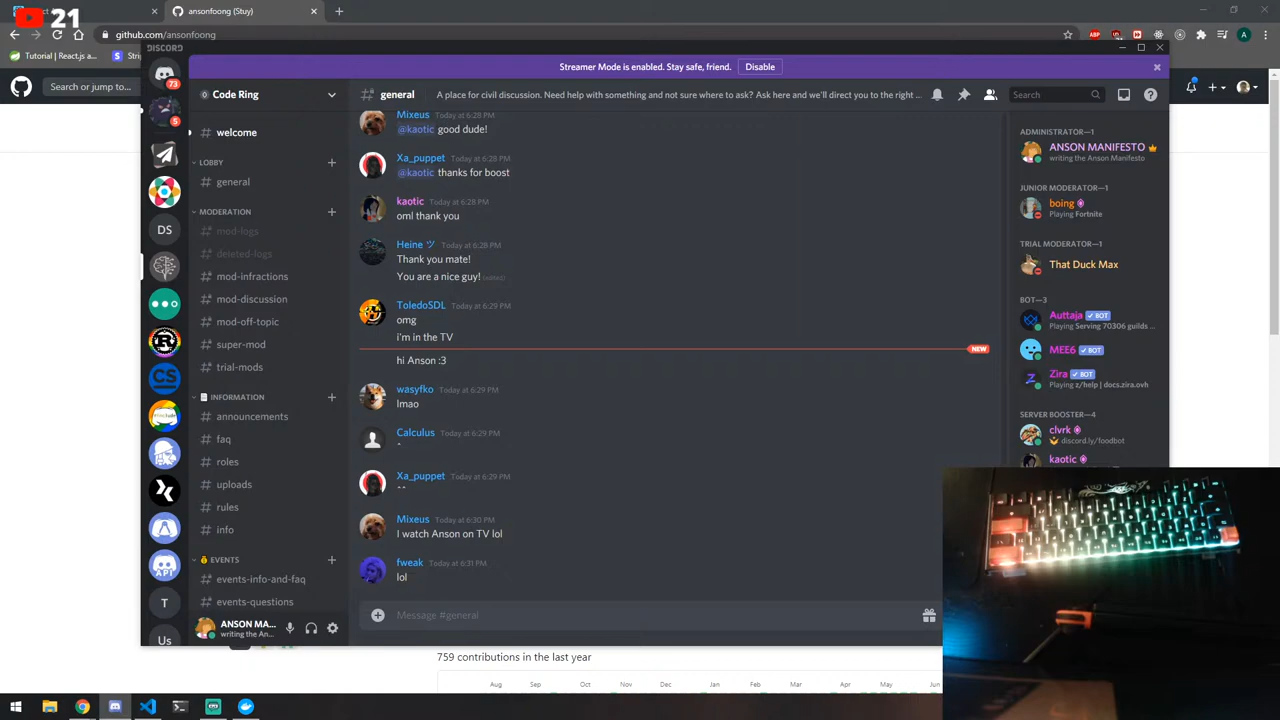 21
ansonfoong (Stuy)
github.com/ansonfoong
Tutorial | React.js a...
Search or jump to...
DISCORD
Streamer Mode is enabled. Stay safe, friend.
Disable
73
5
DS
T
Us
Code Ring
welcome
LOBBY
general
MODERATION
mod-logs
deleted-logs
mod-infractions
mod-discussion
mod-off-topic
super-mod
trial-mods
INFORMATION
announcements
faq
roles
uploads
rules
info
EVENTS
events-info-and-faq
events-questions
ANSON MA...
writing the An...
general
A place for civil discussion. Need help with something and not sure where to ask? Ask here and we'll direct you to the right ...
Search
Mixeus Today at 6:28 PM
@kaotic good dude!
Xa_puppet Today at 6:28 PM
@kaotic thanks for boost
kaotic Today at 6:28 PM
oml thank you
Heine ツ Today at 6:28 PM
Thank you mate!
You are a nice guy! (edited)
ToledoSDL Today at 6:29 PM
omg
i'm in the TV
NEW
hi Anson :3
wasyfko Today at 6:29 PM
lmao
Calculus Today at 6:29 PM
^
Xa_puppet Today at 6:29 PM
^^
Mixeus Today at 6:30 PM
I watch Anson on TV lol
fweak Today at 6:31 PM
lol
Message #general
ADMINISTRATOR—1
ANSON MANIFESTO
writing the Anson Manifesto
JUNIOR MODERATOR—1
boing
Playing Fortnite
TRIAL MODERATOR—1
That Duck Max
BOT—3
Auttaja BOT
Playing Serving 70306 guilds ...
MEE6 BOT
Zira BOT
Playing z/help | docs.zira.ovh
SERVER BOOSTER—4
clvrk
discord.ly/foodbot
kaotic
759 contributions in the last year
Aug Sep Oct Nov Dec Jan Feb Mar Apr May Jun